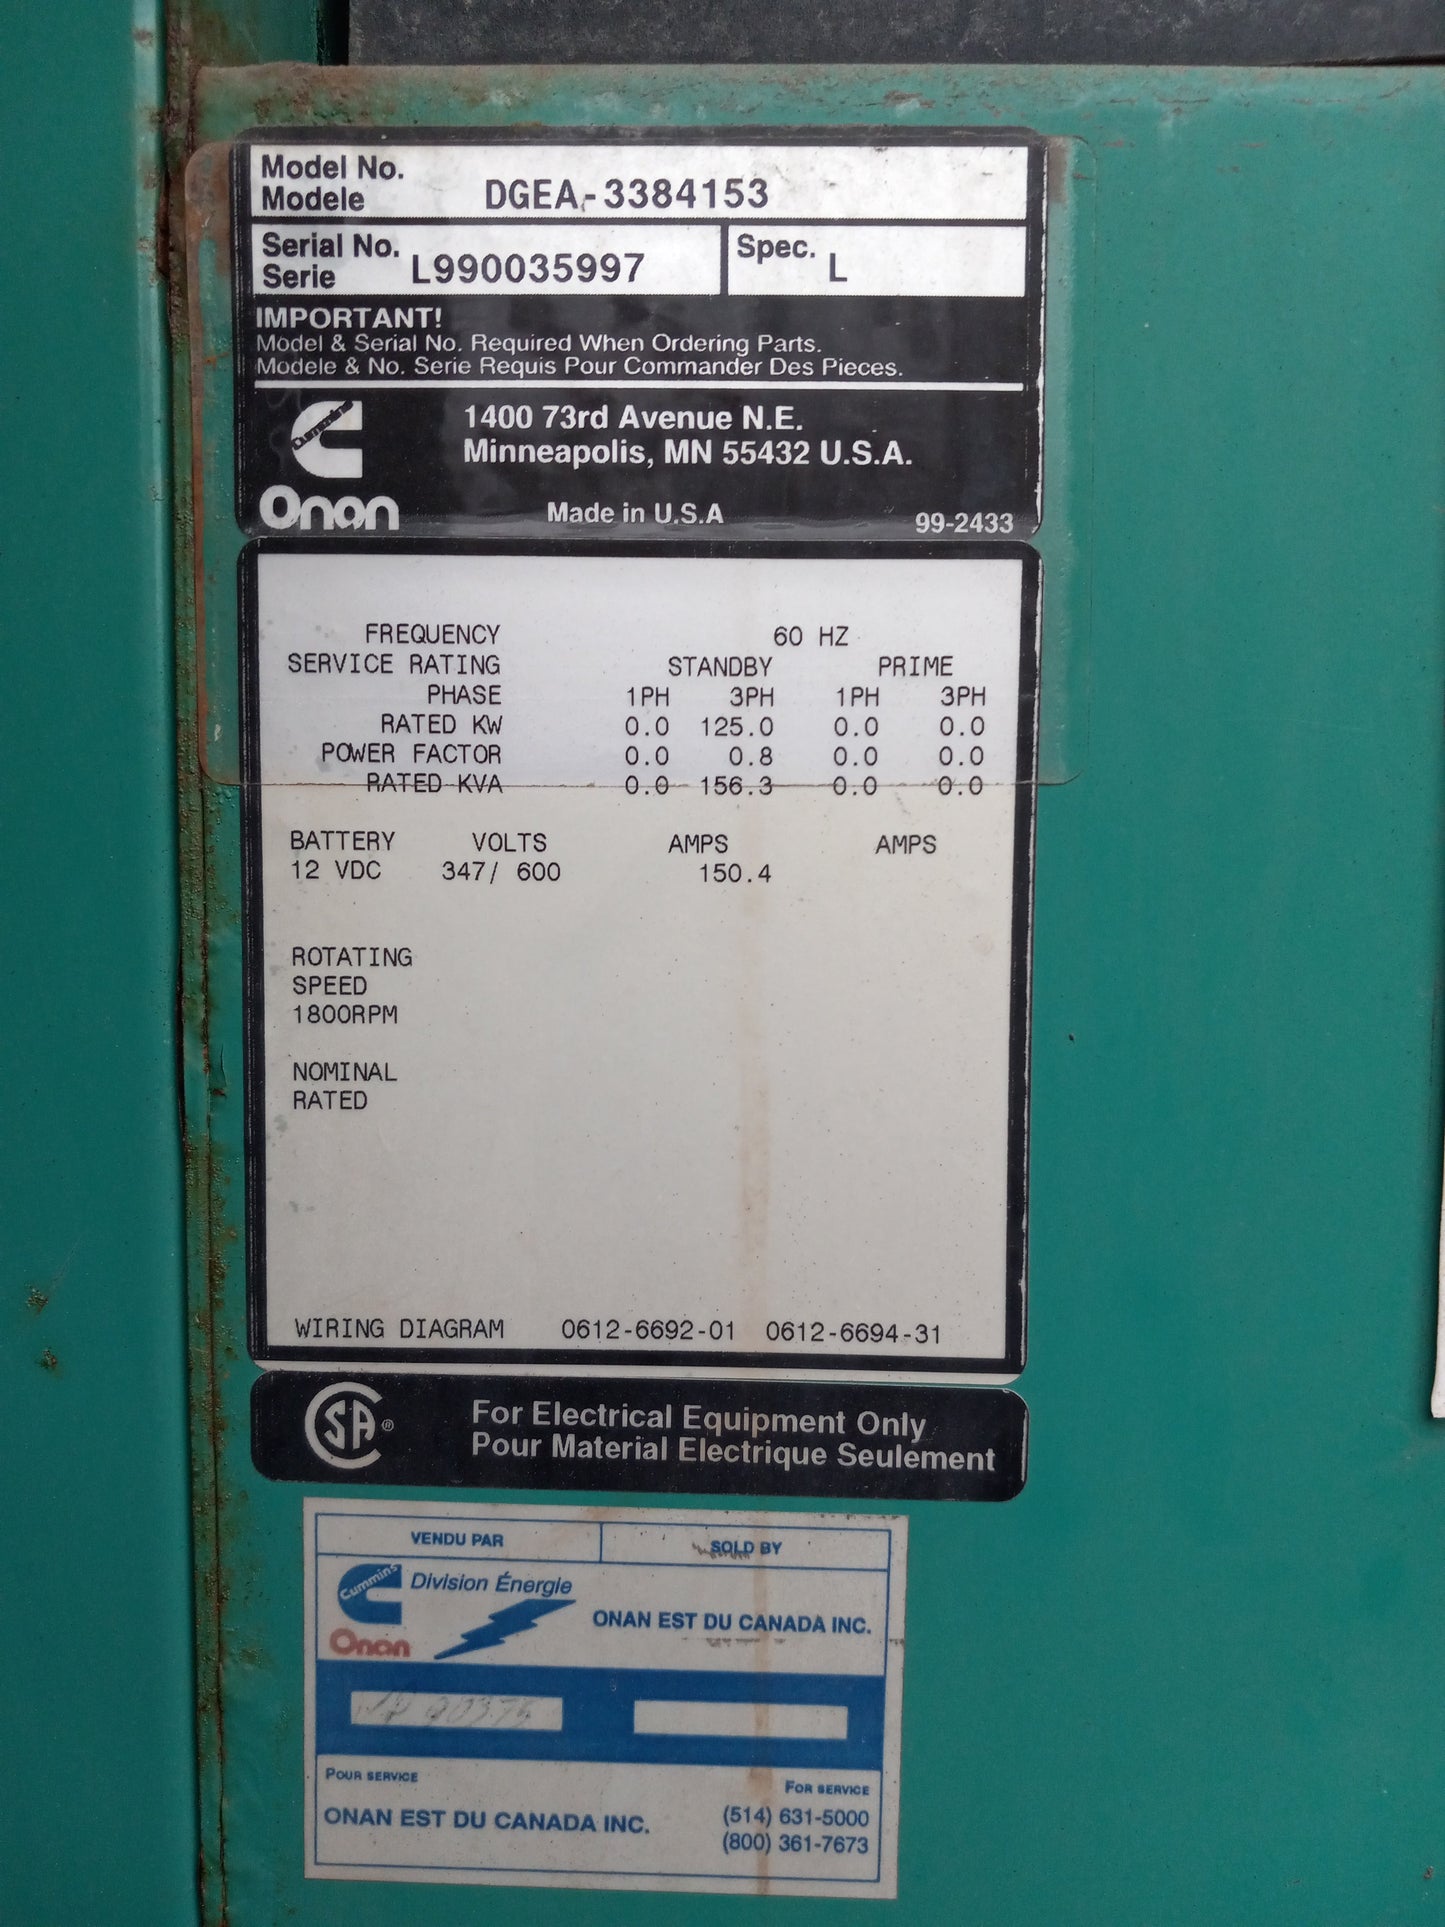 Model No.
Modele
DGEA-3384153
Serial No.
Serie
L990035997
Spec.
L
IMPORTANT!
Model & Serial No. Required When Ordering Parts.
Modele & No. Serie Requis Pour Commander Des Pieces.
Cummins
Onan
1400 73rd Avenue N.E.
Minneapolis, MN 55432 U.S.A.
Made in U.S.A
99-2433
FREQUENCY 60 HZ
SERVICE RATING STANDBY PRIME
PHASE 1PH 3PH 1PH 3PH
RATED KW 0.0 125.0 0.0 0.0
POWER FACTOR 0.0 0.8 0.0 0.0
RATED KVA 0.0 156.3 0.0 0.0
BATTERY VOLTS AMPS AMPS
12 VDC 347/ 600 150.4
ROTATING
SPEED
1800RPM
NOMINAL
RATED
WIRING DIAGRAM 0612-6692-01 0612-6694-31
CSA ®
For Electrical Equipment Only
Pour Material Electrique Seulement
VENDU PAR SOLD BY
Cummins
Onan
Division Énergie
ONAN EST DU CANADA INC.
POUR SERVICE
ONAN EST DU CANADA INC.
FOR SERVICE
(514) 631-5000
(800) 361-7673